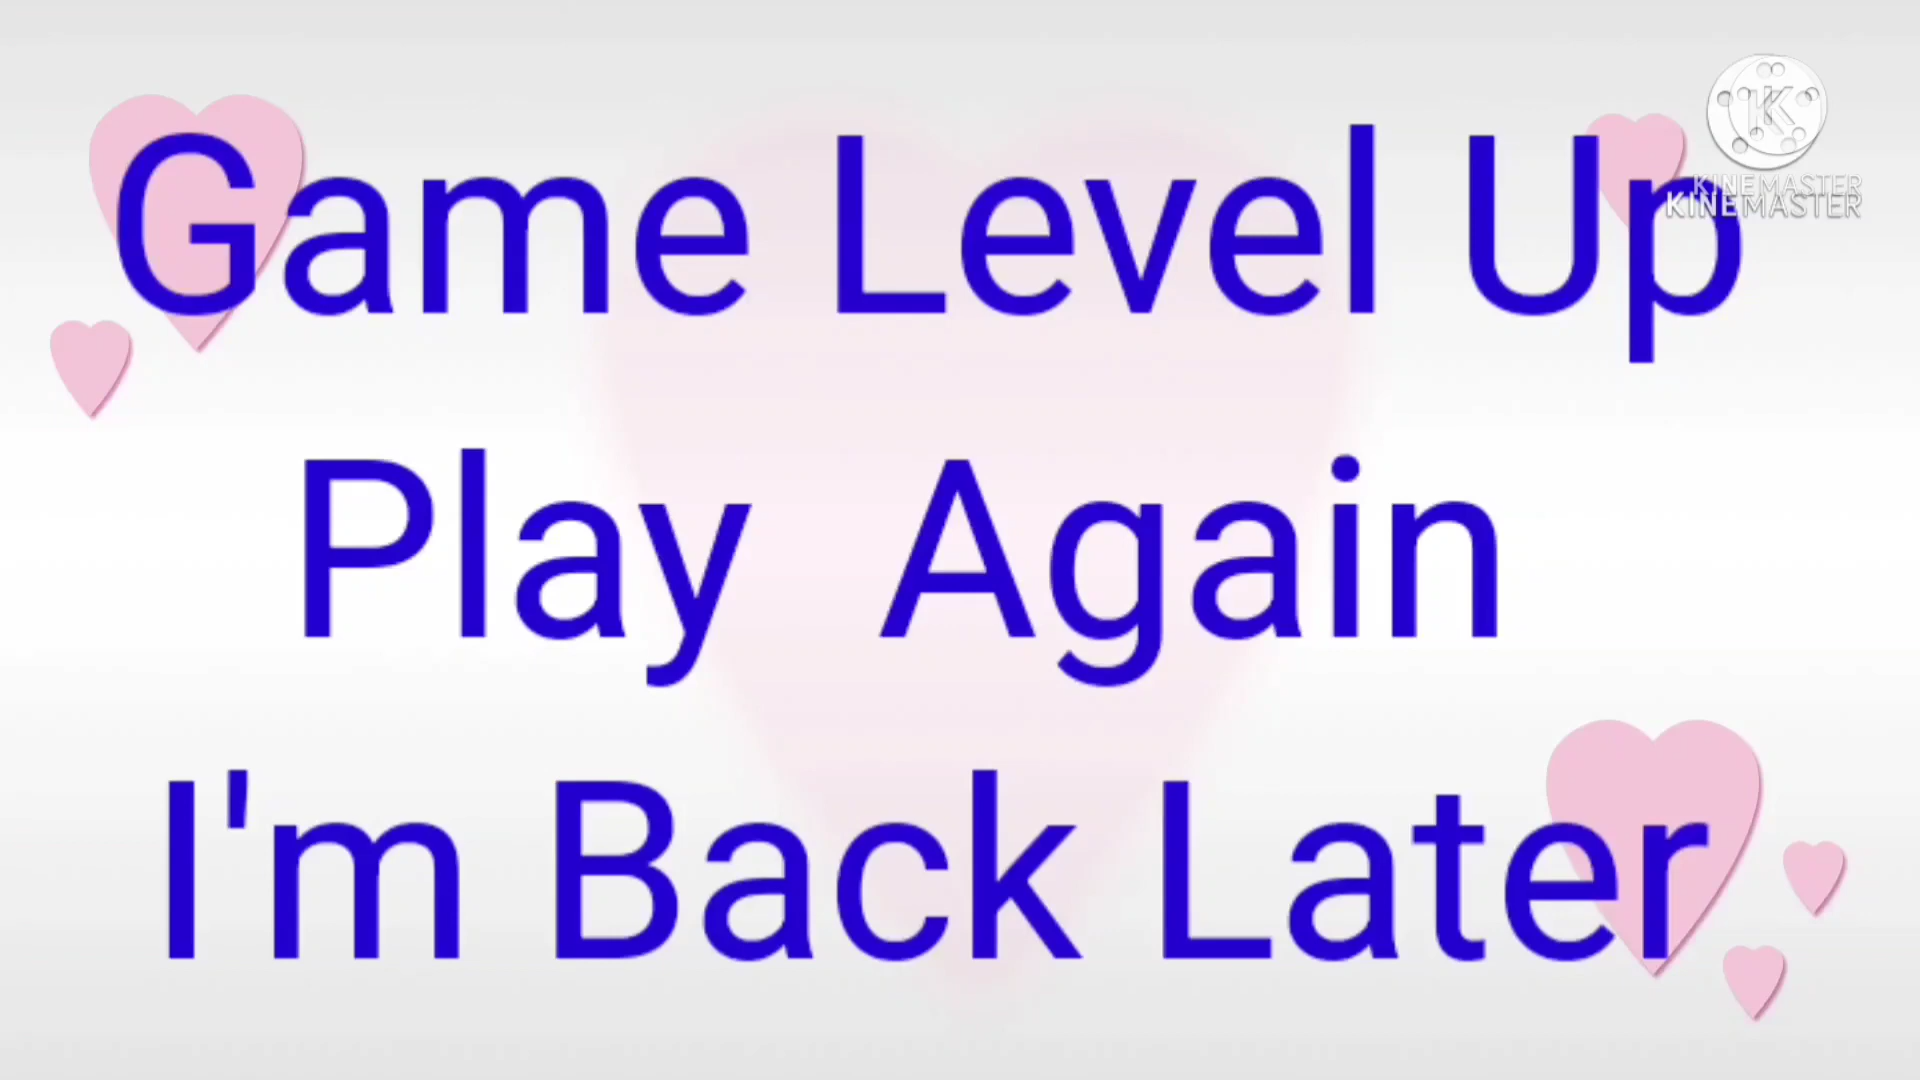 Game Level Up
KINEMASTER
KINEMASTER
Play  Again
I'm Back Later